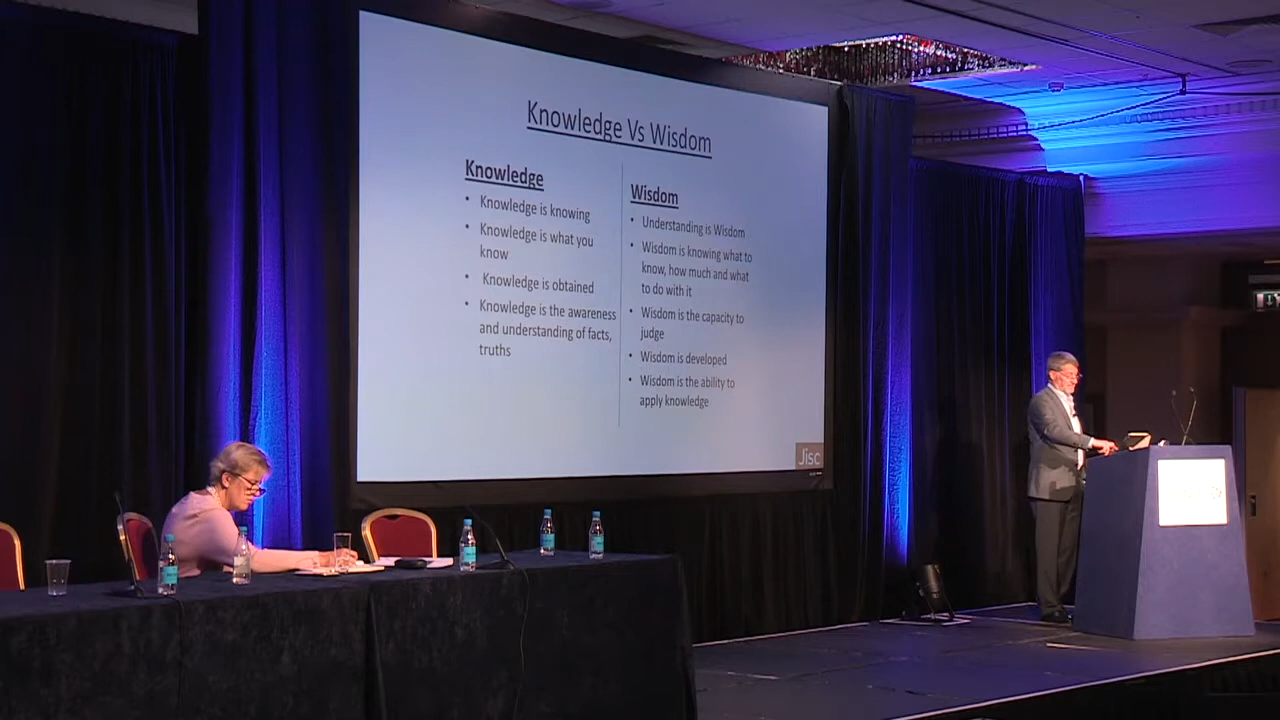 Knowledge Vs Wisdom
Knowledge
• Knowledge is knowing
• Knowledge is what you
know
• Knowledge is obtained
• Knowledge is the awareness
and understanding of facts,
truths
Wisdom
• Understanding is Wisdom
• Wisdom is knowing what to
know, how much and what
to do with it
• Wisdom is the capacity to
judge
• Wisdom is developed
• Wisdom is the ability to
apply knowledge
Jisc